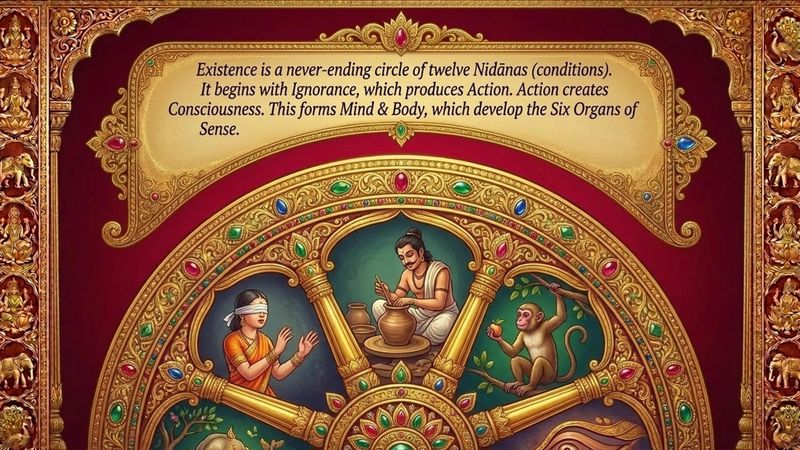 Existence is a never-ending circle of twelve Nidānas (conditions).
It begins with Ignorance, which produces Action. Action creates
Consciousness. This forms Mind & Body, which develop the Six Organs of
Sense.